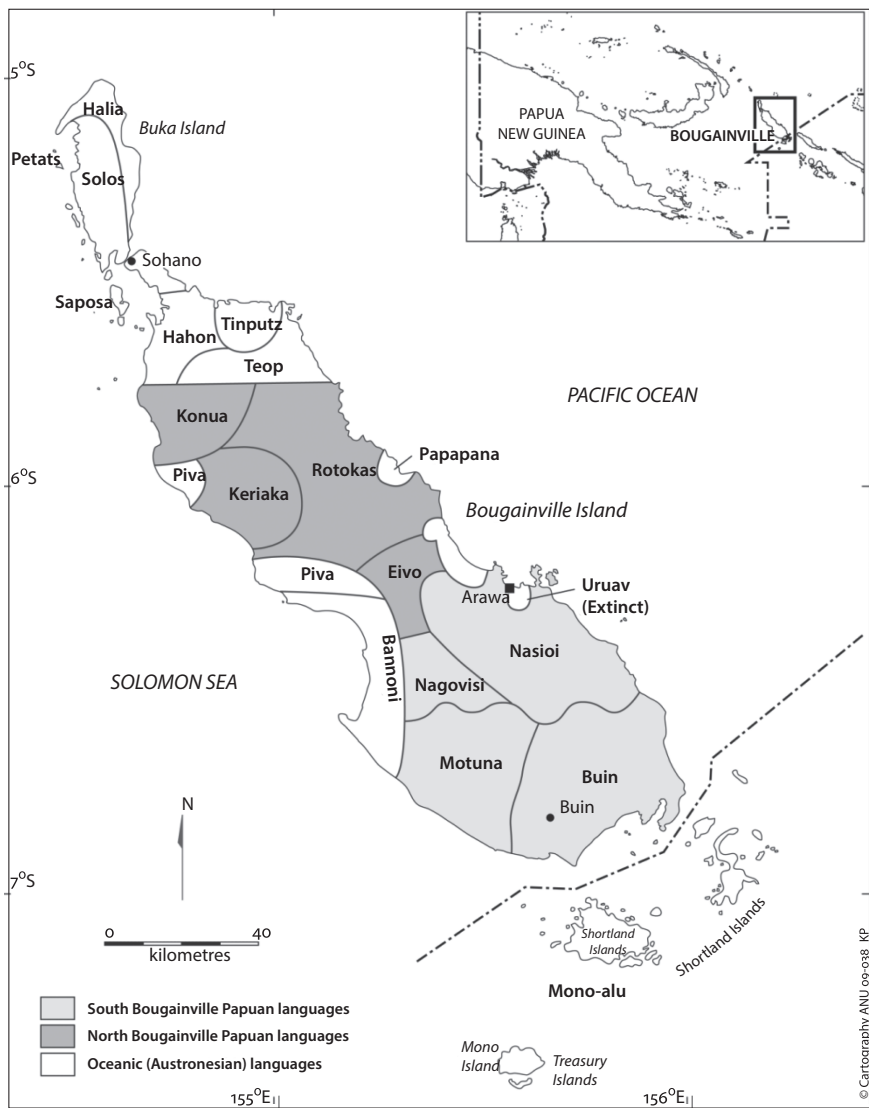 5°S
Halia
Buka Island
Petats
Solos
Sohano
Saposa
Tinputz
Hahon
Teop
PAPUA
NEW GUINEA
BOUGAINVILLE
PACIFIC OCEAN
Konua
Papapana
Rotokas
6°S
Piva
Keriaka
Bougainville Island
Piva
Eivo
Arawa
Uruav
(Extinct)
Bannoni
Nasioi
SOLOMON SEA
Nagovisi
Motuna
Buin
Buin
N
7°S
0 40
kilometres
Shortland
Islands
Shortland Islands
Mono-alu
South Bougainville Papuan languages
North Bougainville Papuan languages
Oceanic (Austronesian) languages
Mono
Island
Treasury
Islands
155°E
156°E
© Cartography ANU 09-038 KP